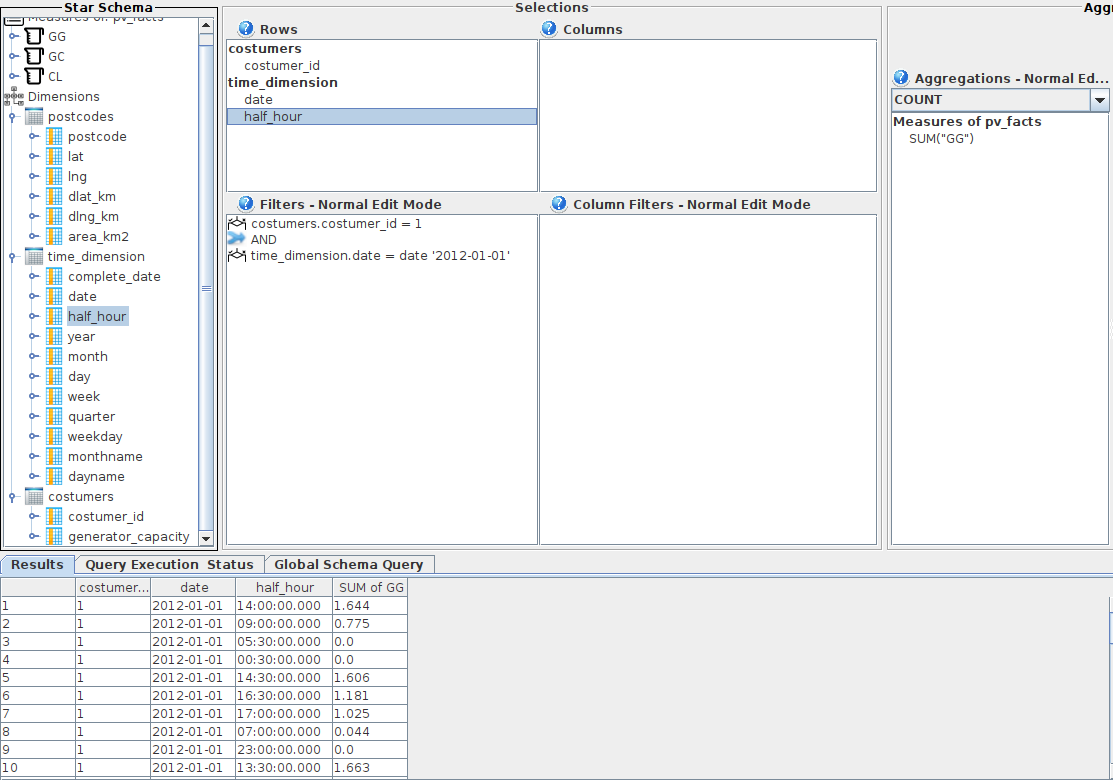 Star Schema
Measures of: pv_facts
GG
GC
CL
Dimensions
postcodes
postcode
lat
lng
dlat_km
dlng_km
area_km2
time_dimension
complete_date
date
half_hour
year
month
day
week
quarter
weekday
monthname
dayname
costumers
costumer_id
generator_capacity
Selections
Rows
costumers
costumer_id
time_dimension
date
half_hour
Columns
Filters - Normal Edit Mode
costumers.costumer_id = 1
AND
time_dimension.date = date '2012-01-01'
Column Filters - Normal Edit Mode
Aggr
Aggregations - Normal Ed...
COUNT
Measures of pv_facts
SUM("GG")
Results Query Execution Status Global Schema Query
costumer... date half_hour SUM of GG
1 1 2012-01-01 14:00:00.000 1.644
2 1 2012-01-01 09:00:00.000 0.775
3 1 2012-01-01 05:30:00.000 0.0
4 1 2012-01-01 00:30:00.000 0.0
5 1 2012-01-01 14:30:00.000 1.606
6 1 2012-01-01 16:30:00.000 1.181
7 1 2012-01-01 17:00:00.000 1.025
8 1 2012-01-01 07:00:00.000 0.044
9 1 2012-01-01 23:00:00.000 0.0
10 1 2012-01-01 13:30:00.000 1.663